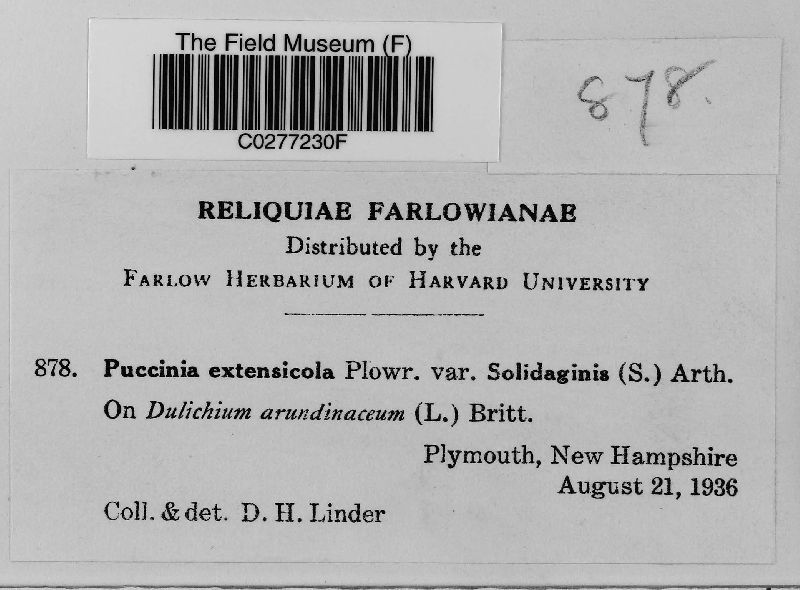 The Field Museum (F)
C0277230F
878.
RELIQUIAE FARLOWIANAE
Distributed by the
FARLOW HERBARIUM OF HARVARD UNIVERSITY
878. Puccinia extensicola Plowr. var. Solidaginis (S.) Arth.
On Dulichium arundinaceum (L.) Britt.
Plymouth, New Hampshire
August 21, 1936
Coll. & det. D. H. Linder